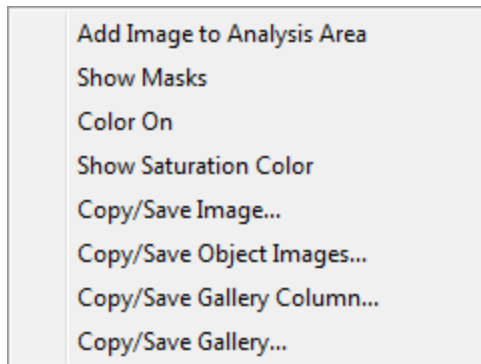 Add Image to Analysis Area
Show Masks
Color On
Show Saturation Color
Copy/Save Image...
Copy/Save Object Images...
Copy/Save Gallery Column...
Copy/Save Gallery...